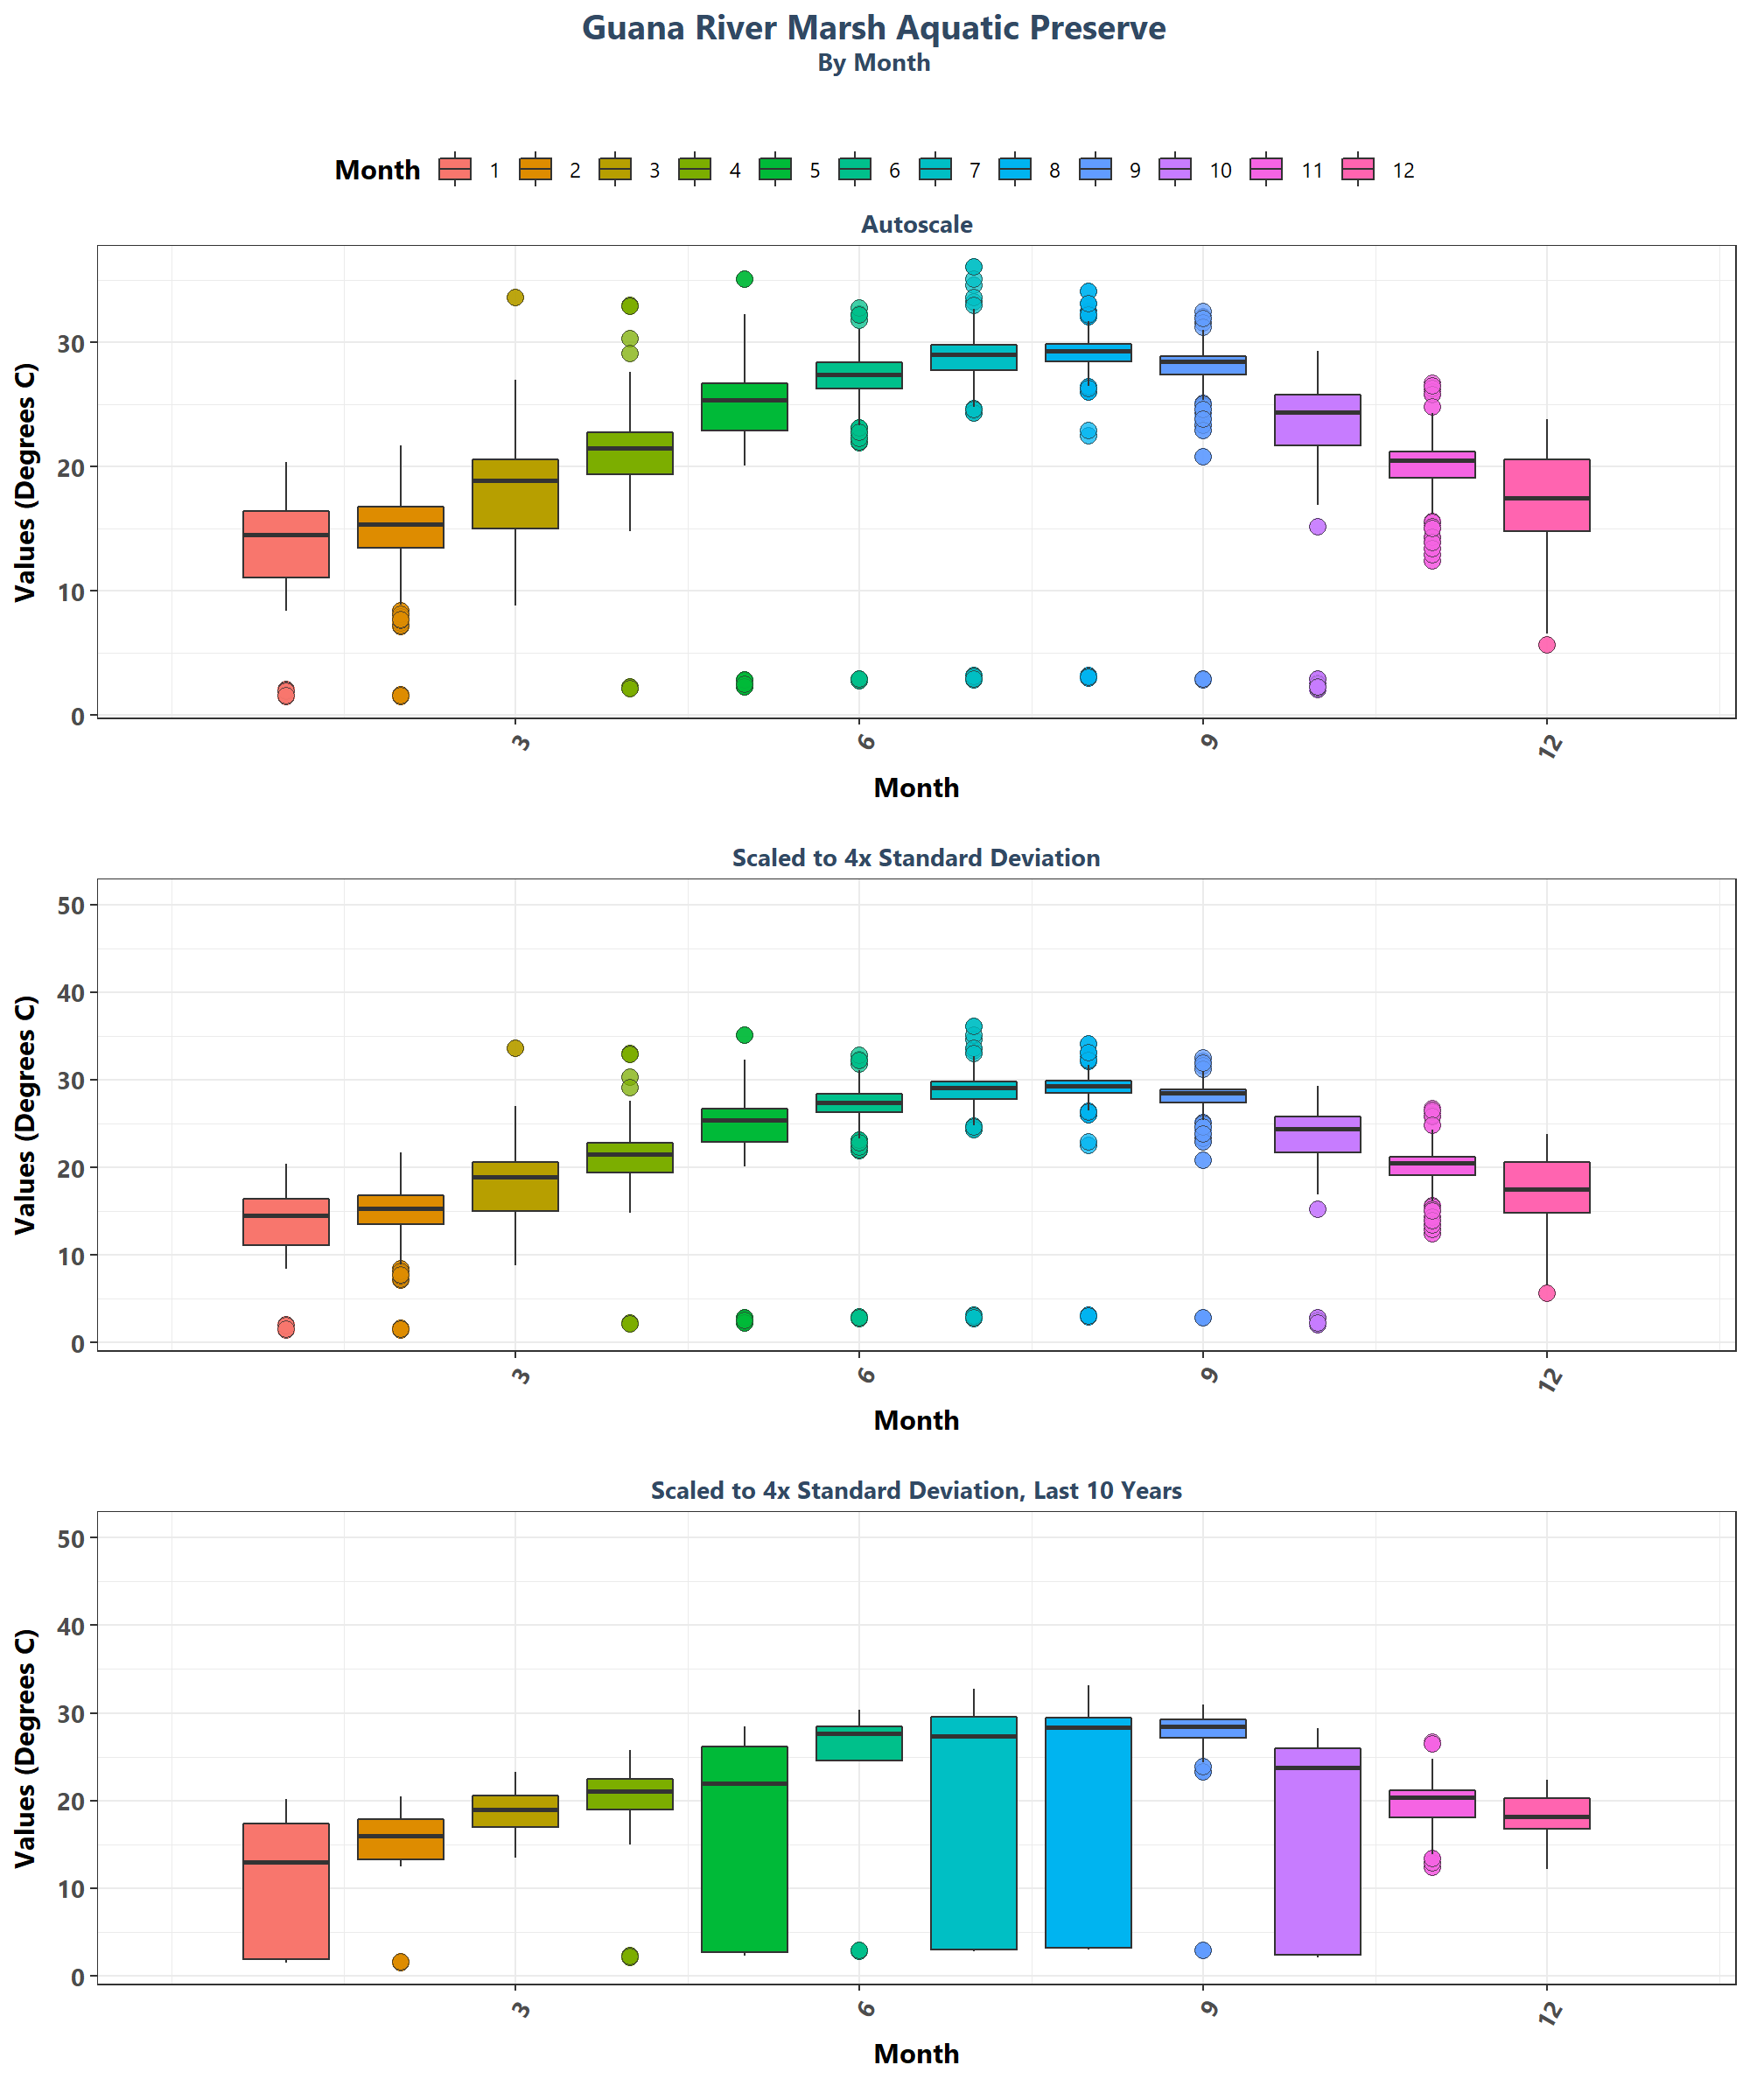 Guana River Marsh Aquatic Preserve
By Month
Month 1 2 3 4 5 6 7 8 9 10 11 12
Autoscale
Values (Degrees C)
30
20
10
0
3 6 9 12
Month
Scaled to 4x Standard Deviation
Values (Degrees C)
50
40
30
20
10
0
3 6 9 12
Month
Scaled to 4x Standard Deviation, Last 10 Years
Values (Degrees C)
50
40
30
20
10
0
3 6 9 12
Month